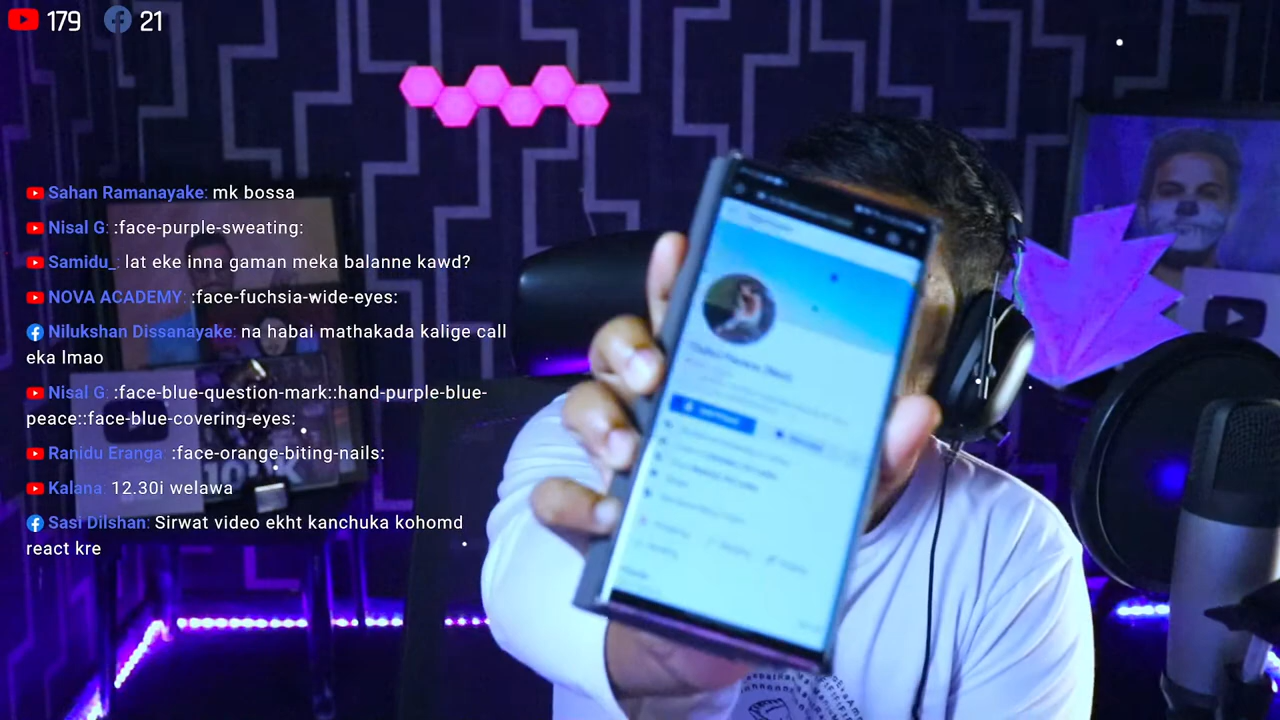 179 21
Sahan Ramanayake: mk bossa
Nisal G: :face-purple-sweating:
Samidu_: lat eke inna gaman meka balanne kawd?
NOVA ACADEMY: :face-fuchsia-wide-eyes:
Nilukshan Dissanayake: na habai mathakada kalige call
eka lmao
Nisal G: :face-blue-question-mark::hand-purple-blue-
peace::face-blue-covering-eyes:
Ranidu Eranga: :face-orange-biting-nails:
Kalana: 12.30i welawa
Sasi Dilshan: Sirwat video ekht kanchuka kohomd
react kre